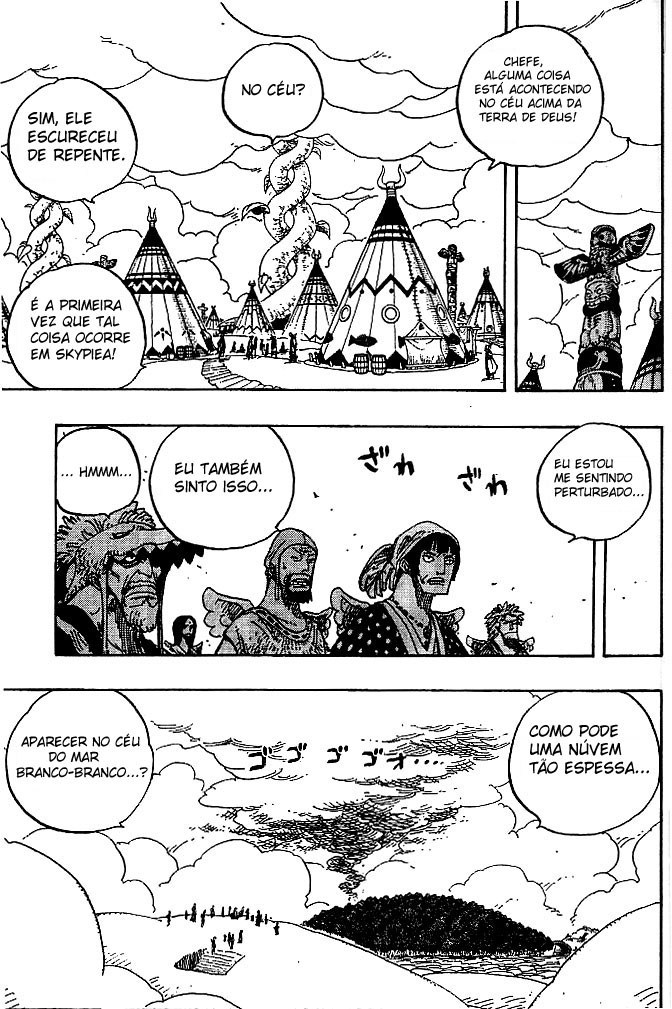 CHEFE,
ALGUMA COISA
ESTÁ ACONTECENDO
NO CÉU ACIMA DA
TERRA DE DEUS!
NO CÉU?
SIM, ELE
ESCURECEU
DE REPENTE.
É A PRIMEIRA
VEZ QUE TAL
COISA OCORRE
EM SKYPIEA!
EU ESTOU
ME SENTINDO
PERTURBADO...
ざわ
ざわ
EU TAMBÉM
SINTO ISSO...
... HMMM...
COMO PODE
UMA NÚVEM
TÃO ESPESSA...
ゴゴゴゴォ....
APARECER NO CÉU
DO MAR
BRANCO-BRANCO...?